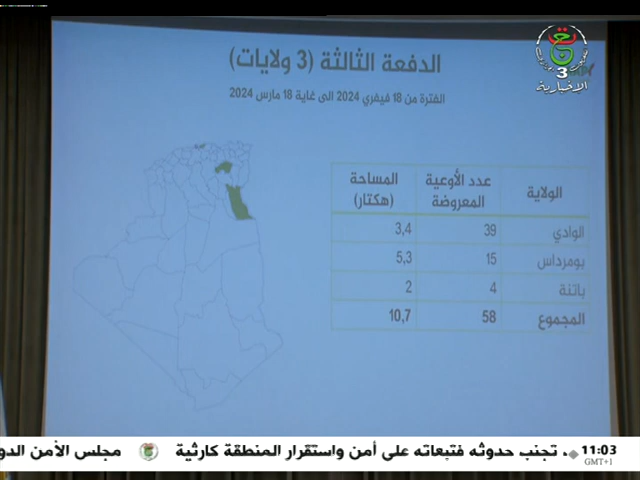 الدفعة الثالثة (3 ولايات)
الفترة من 18 فيفري 2024 الى غاية 18 مارس 2024
3
الإخبارية
الولاية عدد الأوعية المعروضة المساحة (هكتار)
الوادي 39 3,4
بومرداس 15 5,3
باتنة 4 2
المجموع 58 10,7
، تجنب حدوثه فتبعاته على أمن واستقرار المنطقة كارثية
مجلس الأمن الدو
11:03
GMT+1